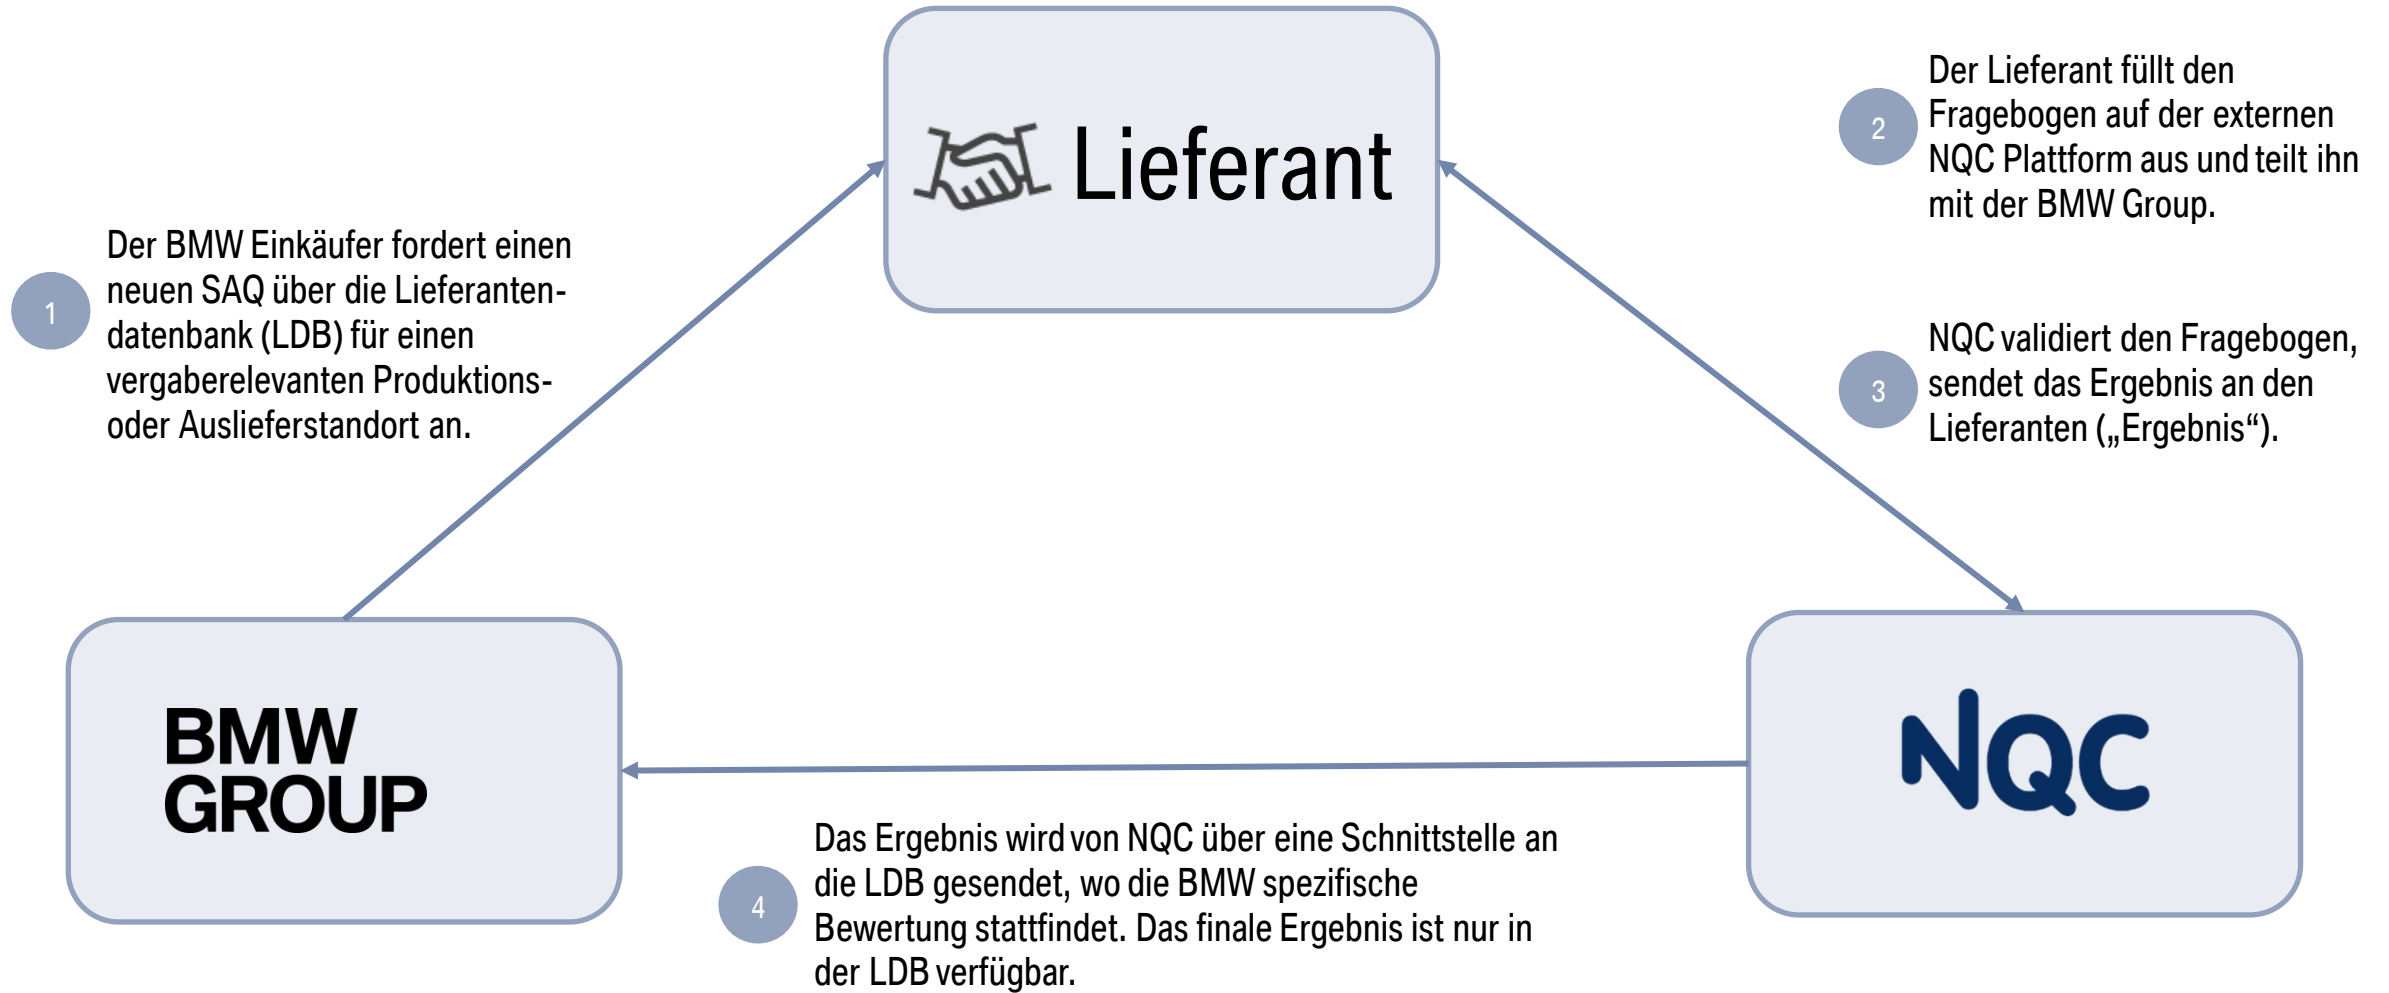 Lieferant
1
Der BMW Einkäufer fordert einen
neuen SAQ über die Lieferanten-
datenbank (LDB) für einen
vergaberelevanten Produktions-
oder Auslieferstandort an.
2
Der Lieferant füllt den
Fragebogen auf der externen
NQC Plattform aus und teilt ihn
mit der BMW Group.
3
NQC validiert den Fragebogen,
sendet das Ergebnis an den
Lieferanten („Ergebnis“).
BMW
GROUP
NQC
4
Das Ergebnis wird von NQC über eine Schnittstelle an
die LDB gesendet, wo die BMW spezifische
Bewertung stattfindet. Das finale Ergebnis ist nur in
der LDB verfügbar.